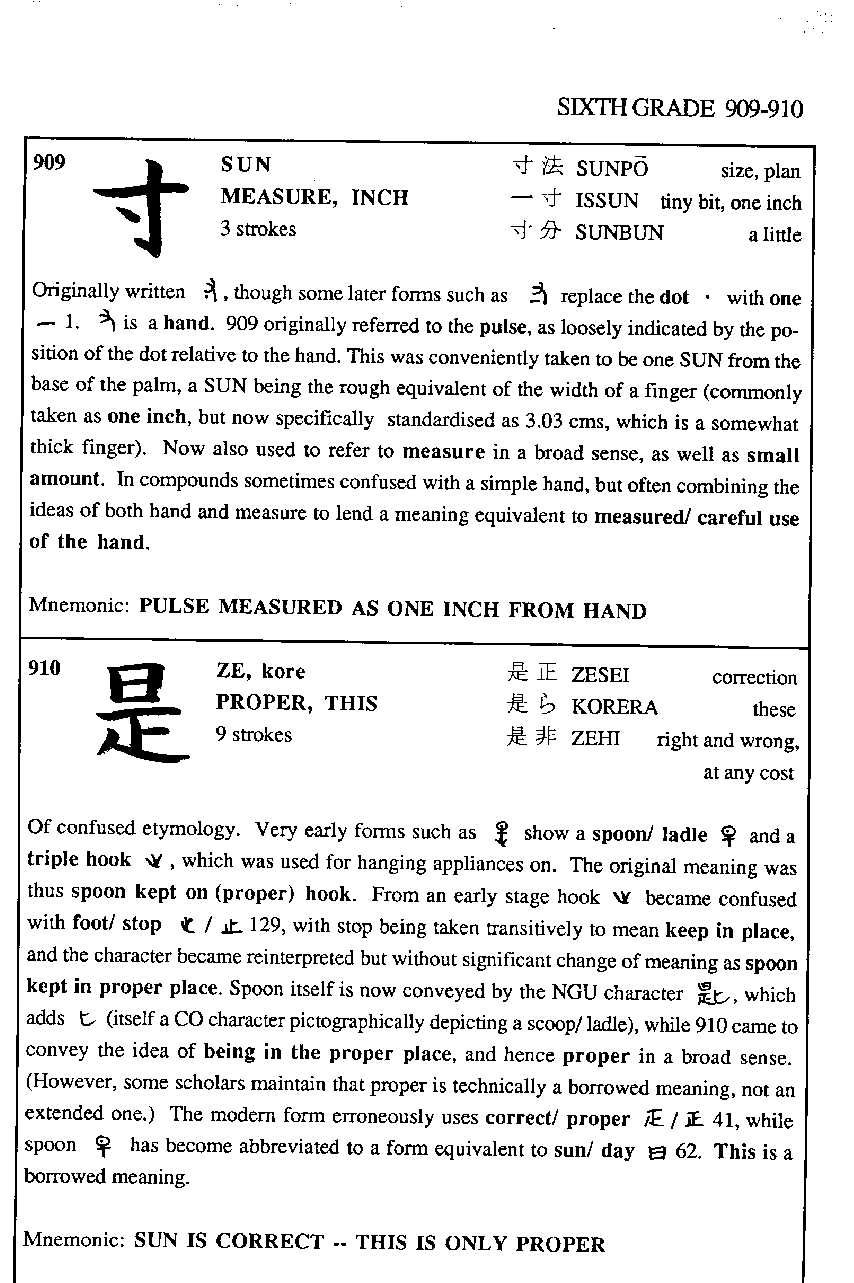 SIXTH GRADE 909-910
909
寸
SUN
MEASURE, INCH
3 strokes
寸法 SUNPŌ size, plan
一寸 ISSUN tiny bit, one inch
寸分 SUNBUN a little
Originally written , though some later forms such as replace the dot · with one
一 1. is a hand. 909 originally referred to the pulse, as loosely indicated by the po-
sition of the dot relative to the hand. This was conveniently taken to be one SUN from the
base of the palm, a SUN being the rough equivalent of the width of a finger (commonly
taken as one inch, but now specifically standardised as 3.03 cms, which is a somewhat
thick finger). Now also used to refer to measure in a broad sense, as well as small
amount. In compounds sometimes confused with a simple hand, but often combining the
ideas of both hand and measure to lend a meaning equivalent to measured/ careful use
of the hand.
Mnemonic: PULSE MEASURED AS ONE INCH FROM HAND
910
是
ZE, kore
PROPER, THIS
9 strokes
是正 ZESEI correction
是ら KORERA these
是非 ZEHI right and wrong,
at any cost
Of confused etymology. Very early forms such as show a spoon/ ladle and a
triple hook , which was used for hanging appliances on. The original meaning was
thus spoon kept on (proper) hook. From an early stage hook became confused
with foot/ stop / 止 129, with stop being taken transitively to mean keep in place,
and the character became reinterpreted but without significant change of meaning as spoon
kept in proper place. Spoon itself is now conveyed by the NGU character 匙, which
adds ヒ (itself a CO character pictographically depicting a scoop/ ladle), while 910 came to
convey the idea of being in the proper place, and hence proper in a broad sense.
(However, some scholars maintain that proper is technically a borrowed meaning, not an
extended one.) The modern form erroneously uses correct/ proper / 正 41, while
spoon has become abbreviated to a form equivalent to sun/ day 日 62. This is a
borrowed meaning.
Mnemonic: SUN IS CORRECT -- THIS IS ONLY PROPER